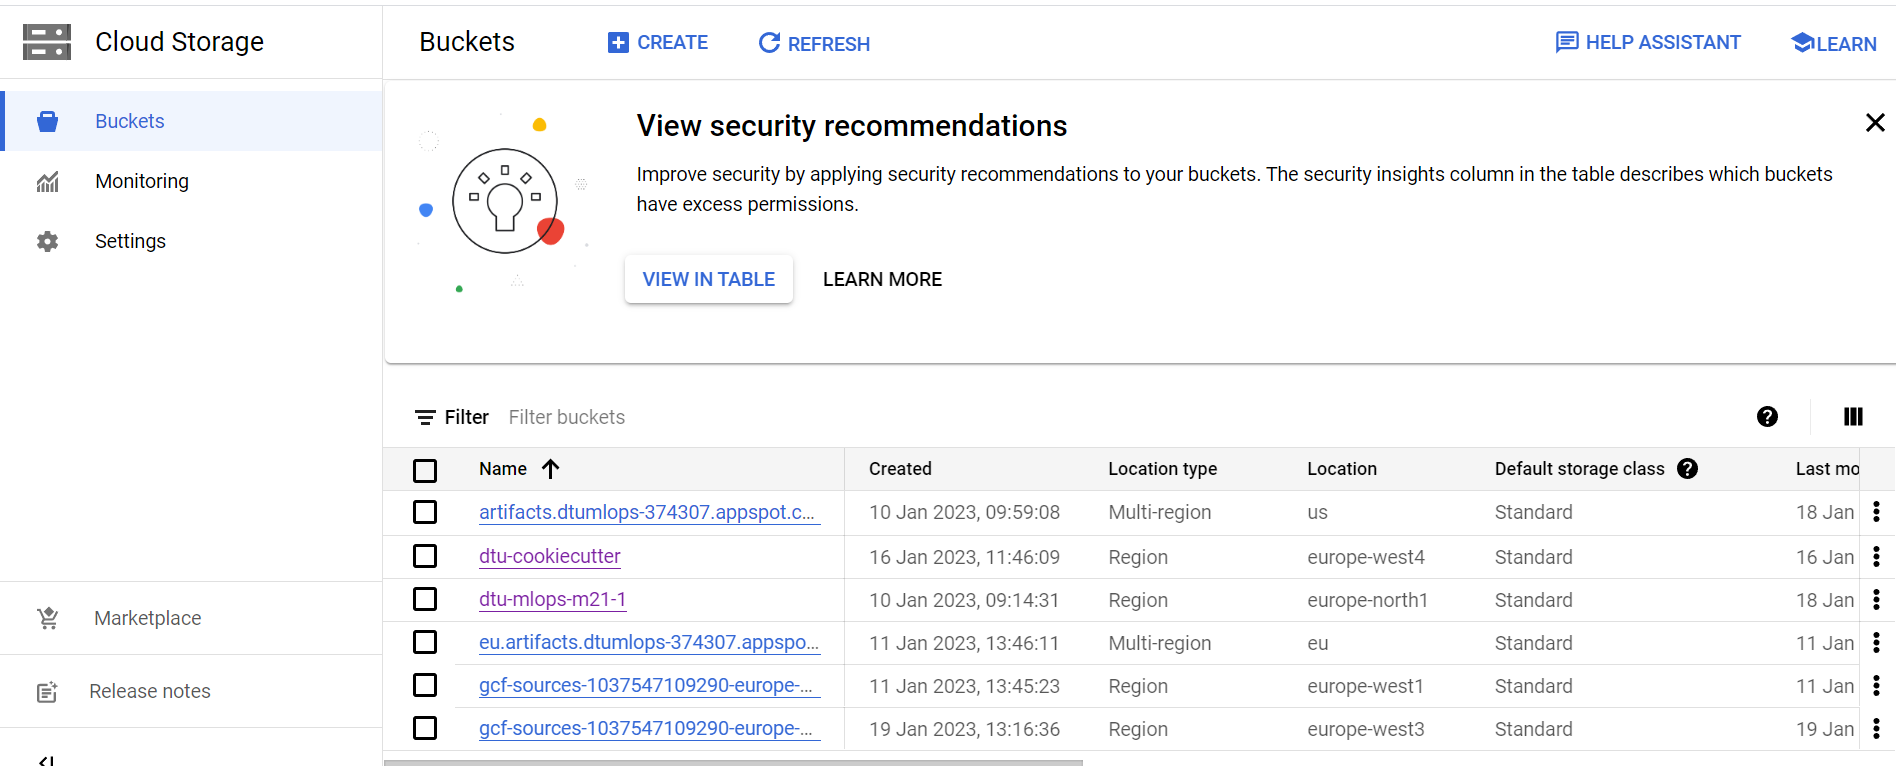 Cloud Storage
Buckets
CREATE
REFRESH
HELP ASSISTANT
LEARN
Buckets
Monitoring
Settings
Marketplace
Release notes
View security recommendations
Improve security by applying security recommendations to your buckets. The security insights column in the table describes which buckets
have excess permissions.
VIEW IN TABLE LEARN MORE
Filter Filter buckets
Name Created Location type Location Default storage class Last mo
artifacts.dtumlops-374307.appspot.c... 10 Jan 2023, 09:59:08 Multi-region us Standard 18 Jan
dtu-cookiecutter 16 Jan 2023, 11:46:09 Region europe-west4 Standard 16 Jan
dtu-mlops-m21-1 10 Jan 2023, 09:14:31 Region europe-north1 Standard 18 Jan
eu.artifacts.dtumlops-374307.appspo... 11 Jan 2023, 13:46:11 Multi-region eu Standard 11 Jan
gcf-sources-1037547109290-europe-... 11 Jan 2023, 13:45:23 Region europe-west1 Standard 11 Jan
gcf-sources-1037547109290-europe-... 19 Jan 2023, 13:16:36 Region europe-west3 Standard 19 Jan